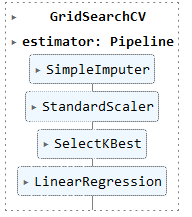 GridSearchCV
estimator: Pipeline
SimpleImputer
StandardScaler
SelectKBest
LinearRegression